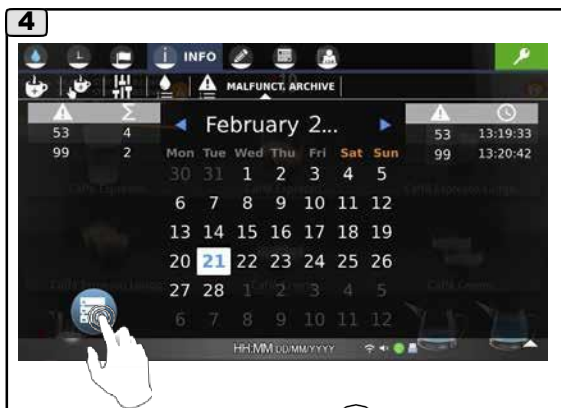 4
i INFO
MALFUNCT. ARCHIVE
Σ
53 4
99 2
February 2...
Mon Tue Wed Thu Fri Sat Sun
30 31 1 2 3 4 5
6 7 8 9 10 11 12
13 14 15 16 17 18 19
20 21 22 23 24 25 26
27 28 1 2 3 4 5
6 7 8 9 10 11 12
53 13:19:33
99 13:20:42
HH:MM DD/MM/YYYY